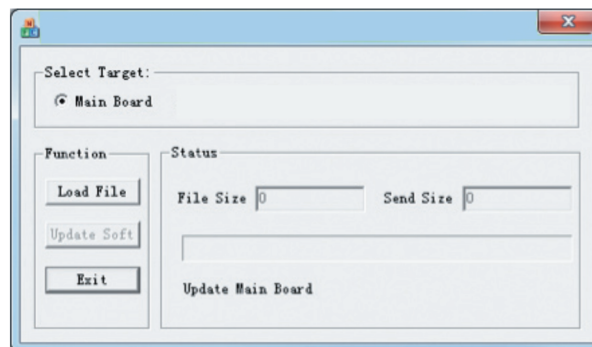 Select Target:
Main Board
Function
Status
Load File
File Size 0
Send Size 0
Update Soft
Exit
Update Main Board